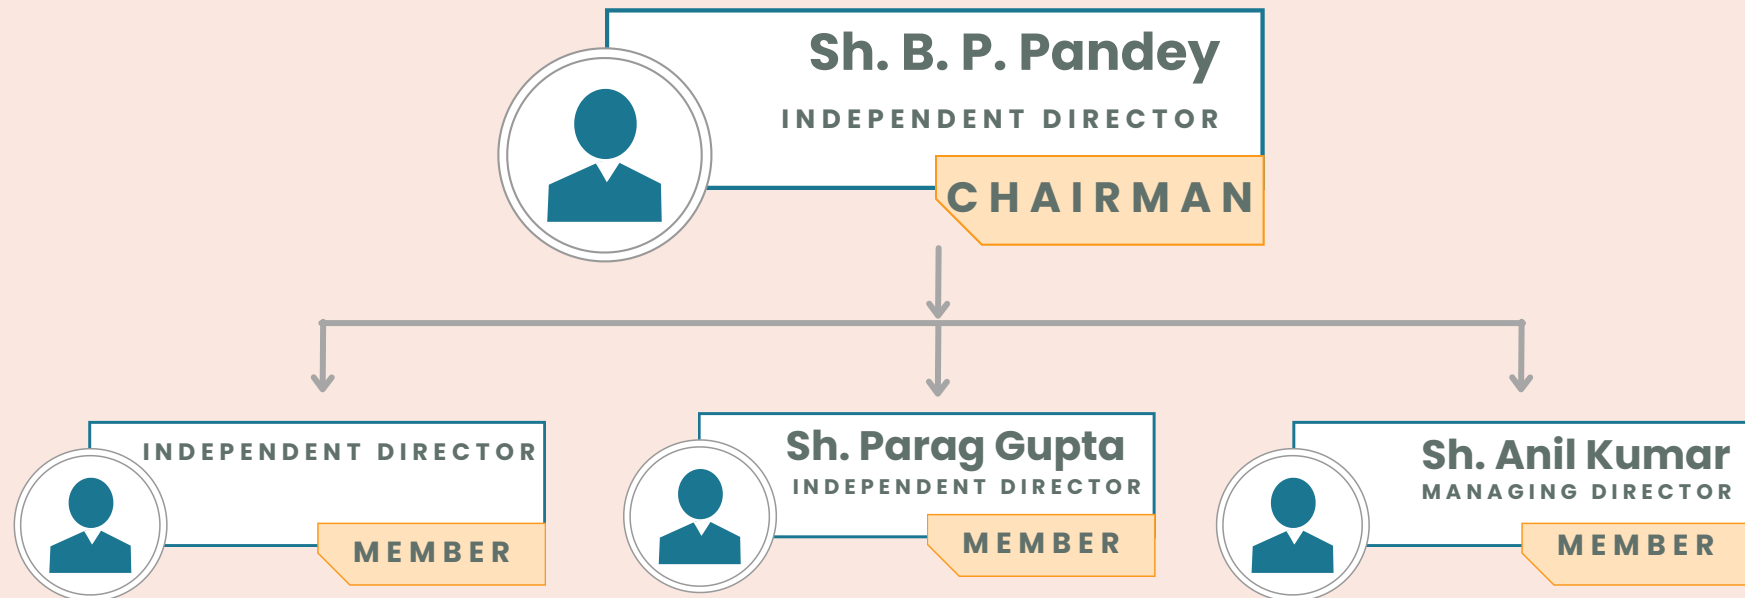 Sh. B. P. Pandey
INDEPENDENT DIRECTOR
CHAIRMAN
INDEPENDENT DIRECTOR
MEMBER
Sh. Parag Gupta
INDEPENDENT DIRECTOR
MEMBER
Sh. Anil Kumar
MANAGING DIRECTOR
MEMBER